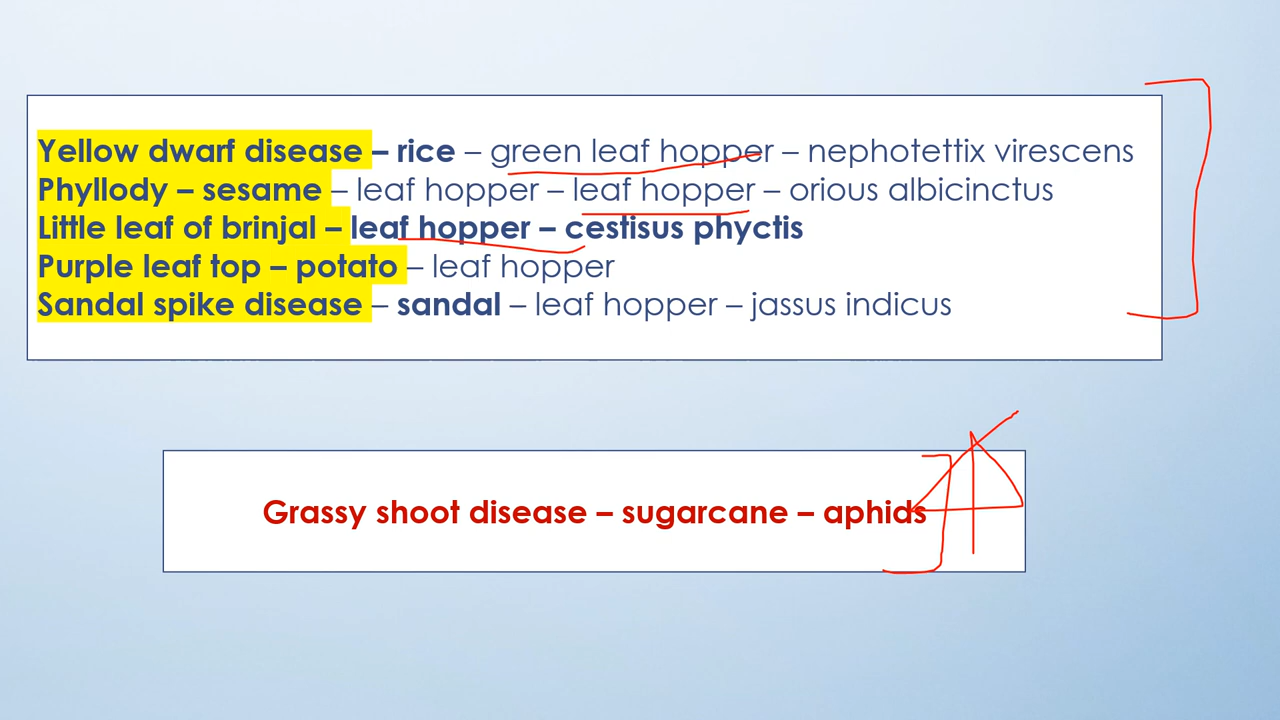 Yellow dwarf disease – rice – green leaf hopper – nephotettix virescens
Phyllody – sesame – leaf hopper – leaf hopper – orious albicinctus
Little leaf of brinjal – leaf hopper – cestisus phyctis
Purple leaf top – potato – leaf hopper
Sandal spike disease – sandal – leaf hopper – jassus indicus
Grassy shoot disease – sugarcane – aphids